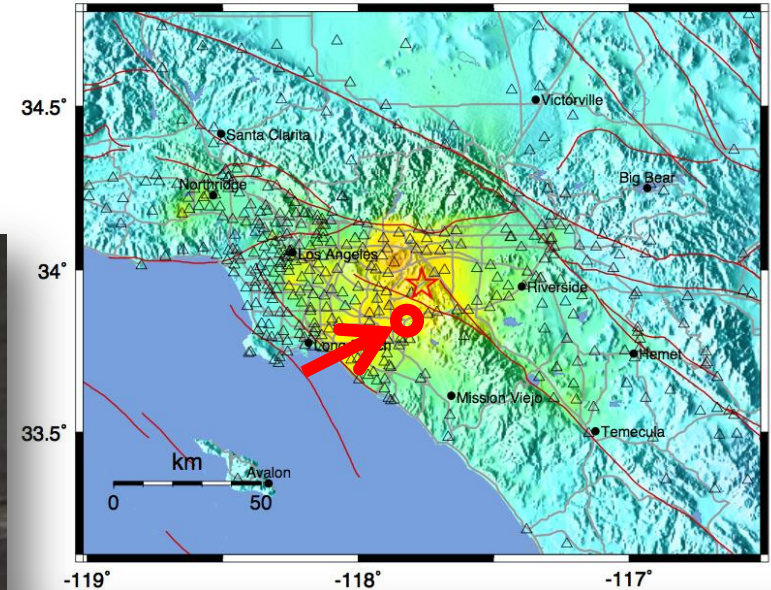 34.5°
34°
33.5°
Victorville
Santa Clarita
Big Bear
Northridge
Los Angeles
Riverside
Hemet
Mission Viejo
Temecula
km
Avalon
0
50
-119°
-118°
-117°